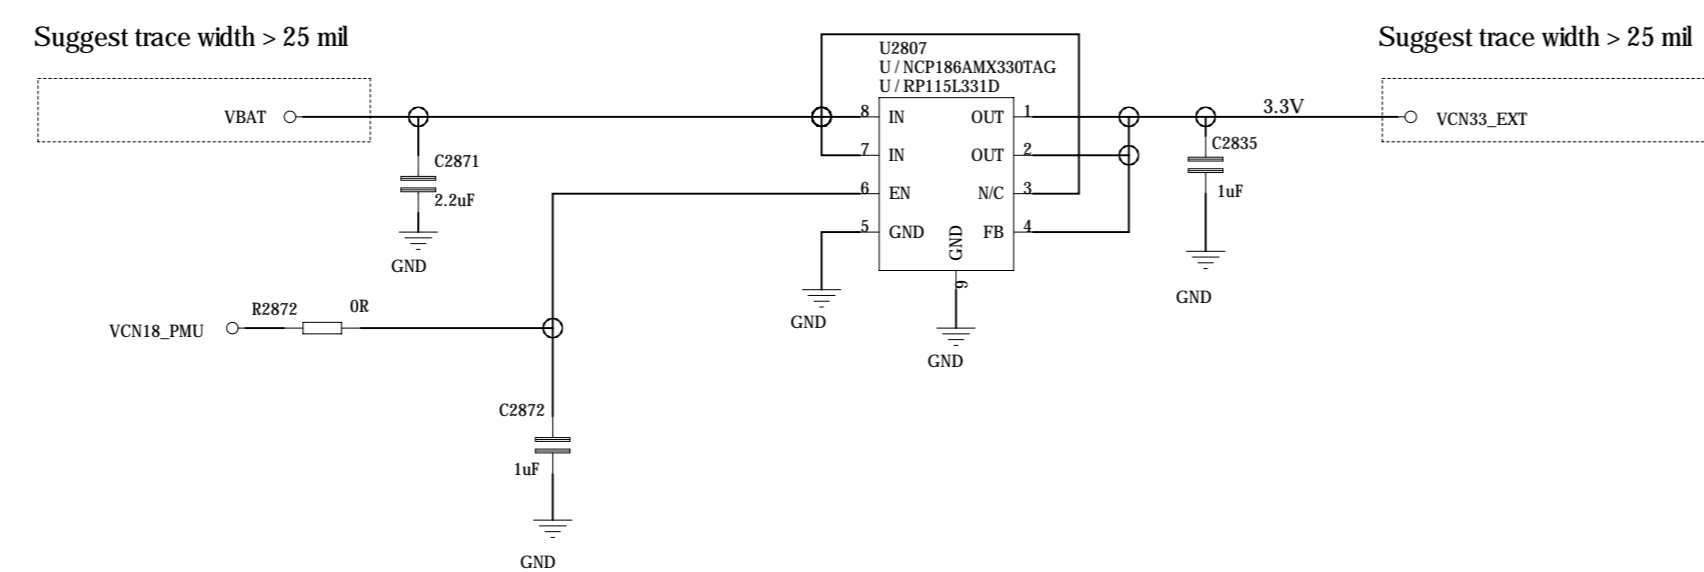 Suggest trace width > 25 mil
Suggest trace width > 25 mil
U2807
U / NCP186AMX330TAG
U / RP115L331D
VBAT
8 IN
OUT 1
3.3V
VCN33_EXT
7 IN
OUT 2
C2835
1uF
C2871
2.2uF
6 EN
N/C 3
5 GND
GND
FB 4
GND
9
GND
R2872
0R
VCN18_PMU
GND
GND
GND
C2872
1uF
GND